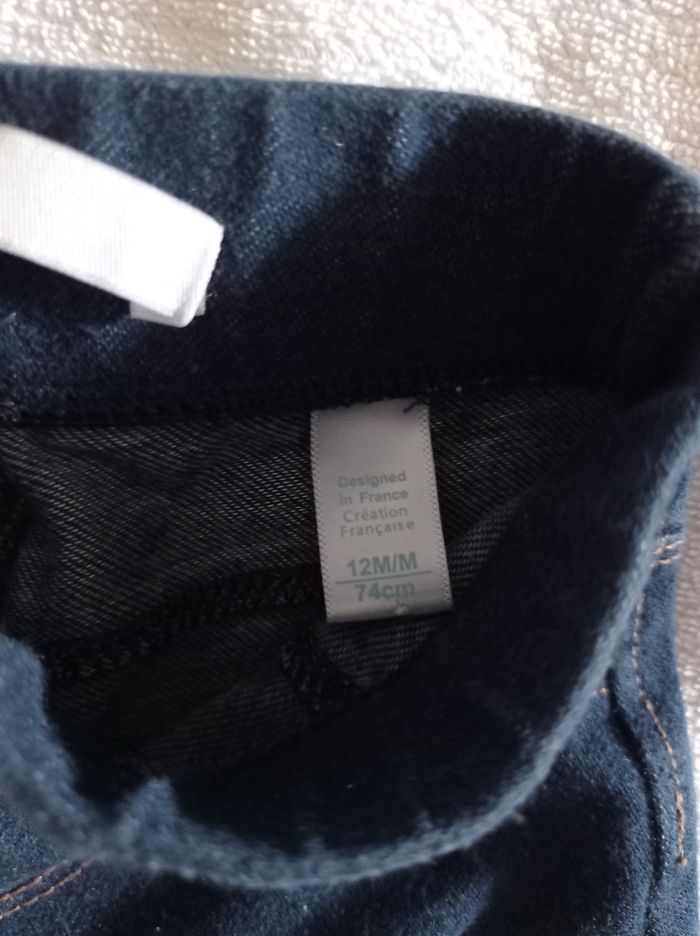 Designed
in France
Création
Française
12M/M
74cm